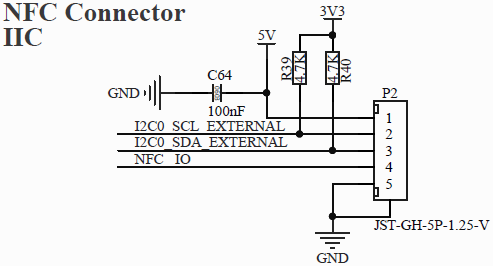 NFC Connector
IIC
3V3
5V
R39
4.7K
4.7K
R40
C64
GND
100nF
P2
I2C0_SCL_EXTERNAL
I2C0_SDA_EXTERNAL
NFC_IO
1
2
3
4
5
JST-GH-5P-1.25-V
GND